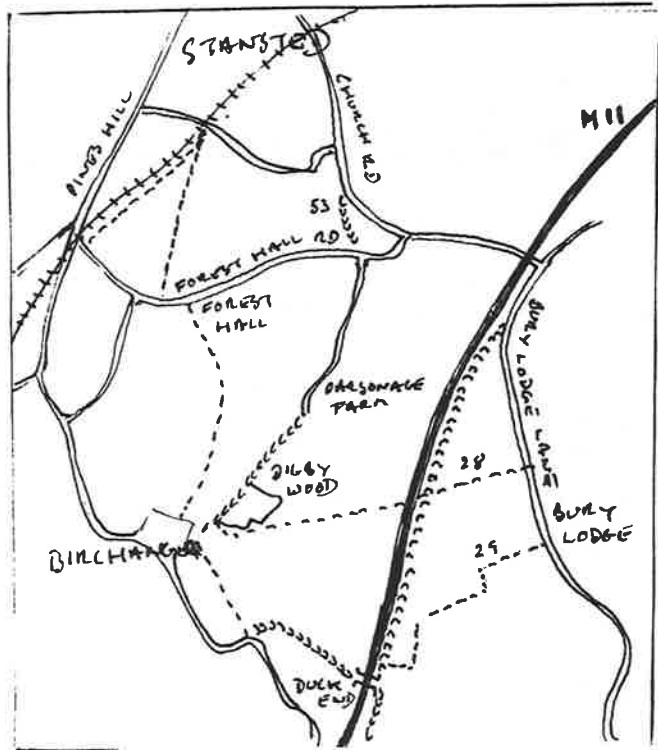 STANSTED
PINES HILL
CHURCH RD
M11
53
FOREST HALL RD
FOREST
HALL
BURY LODGE LANE
PARSONAGE
FARM
DIGBY
WOOD
28
BURY
LODGE
29
BIRCHANGER
DUCK
END